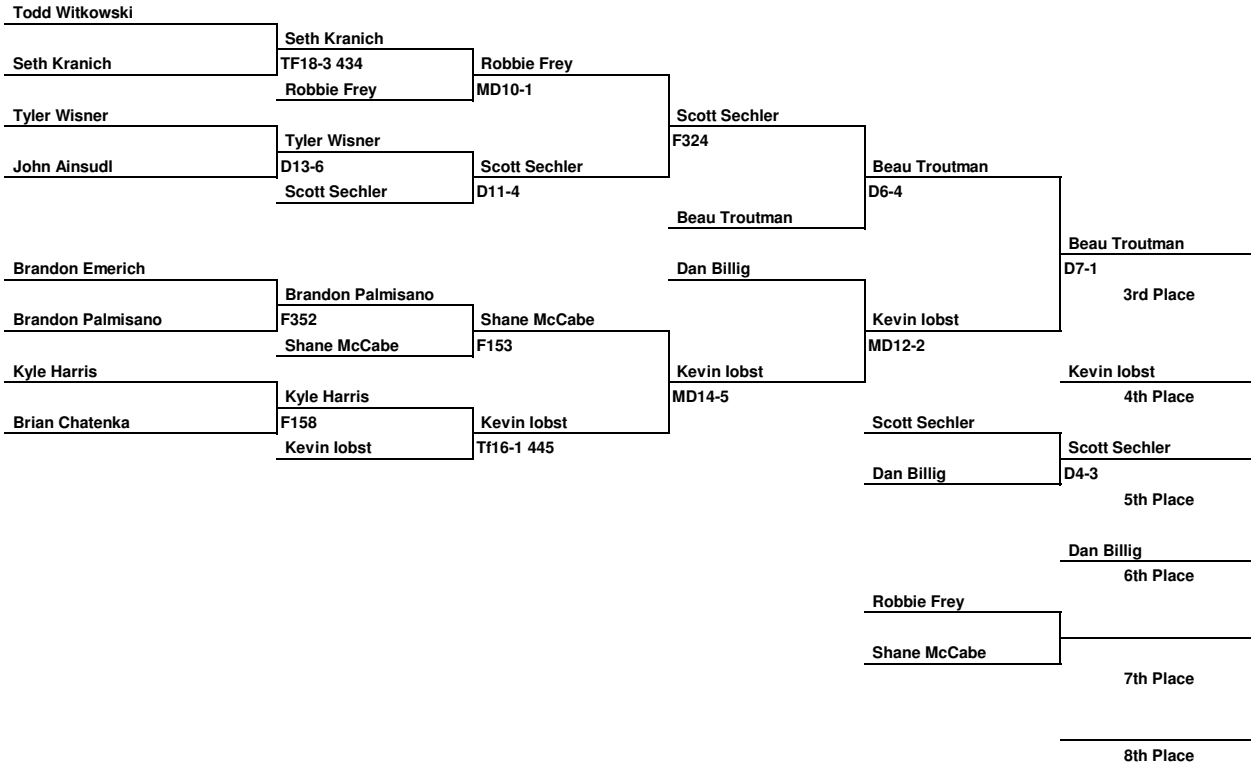 Todd Witkowski
Seth Kranich
Seth Kranich
TF18-3 434
Robbie Frey
Robbie Frey
MD10-1
Tyler Wisner
Scott Sechler
Tyler Wisner
F324
John Ainsudl
D13-6
Scott Sechler
Beau Troutman
Scott Sechler
D11-4
D6-4
Beau Troutman
Beau Troutman
Brandon Emerich
Dan Billig
D7-1
Brandon Palmisano
3rd Place
Brandon Palmisano
F352
Shane McCabe
Kevin Iobst
Shane McCabe
F153
MD12-2
Kyle Harris
Kevin Iobst
Kevin Iobst
Kyle Harris
MD14-5
4th Place
Brian Chatenka
F158
Kevin Iobst
Scott Sechler
Kevin Iobst
Tf16-1 445
Scott Sechler
Dan Billig
D4-3
5th Place
Dan Billig
6th Place
Robbie Frey
Shane McCabe
7th Place
8th Place